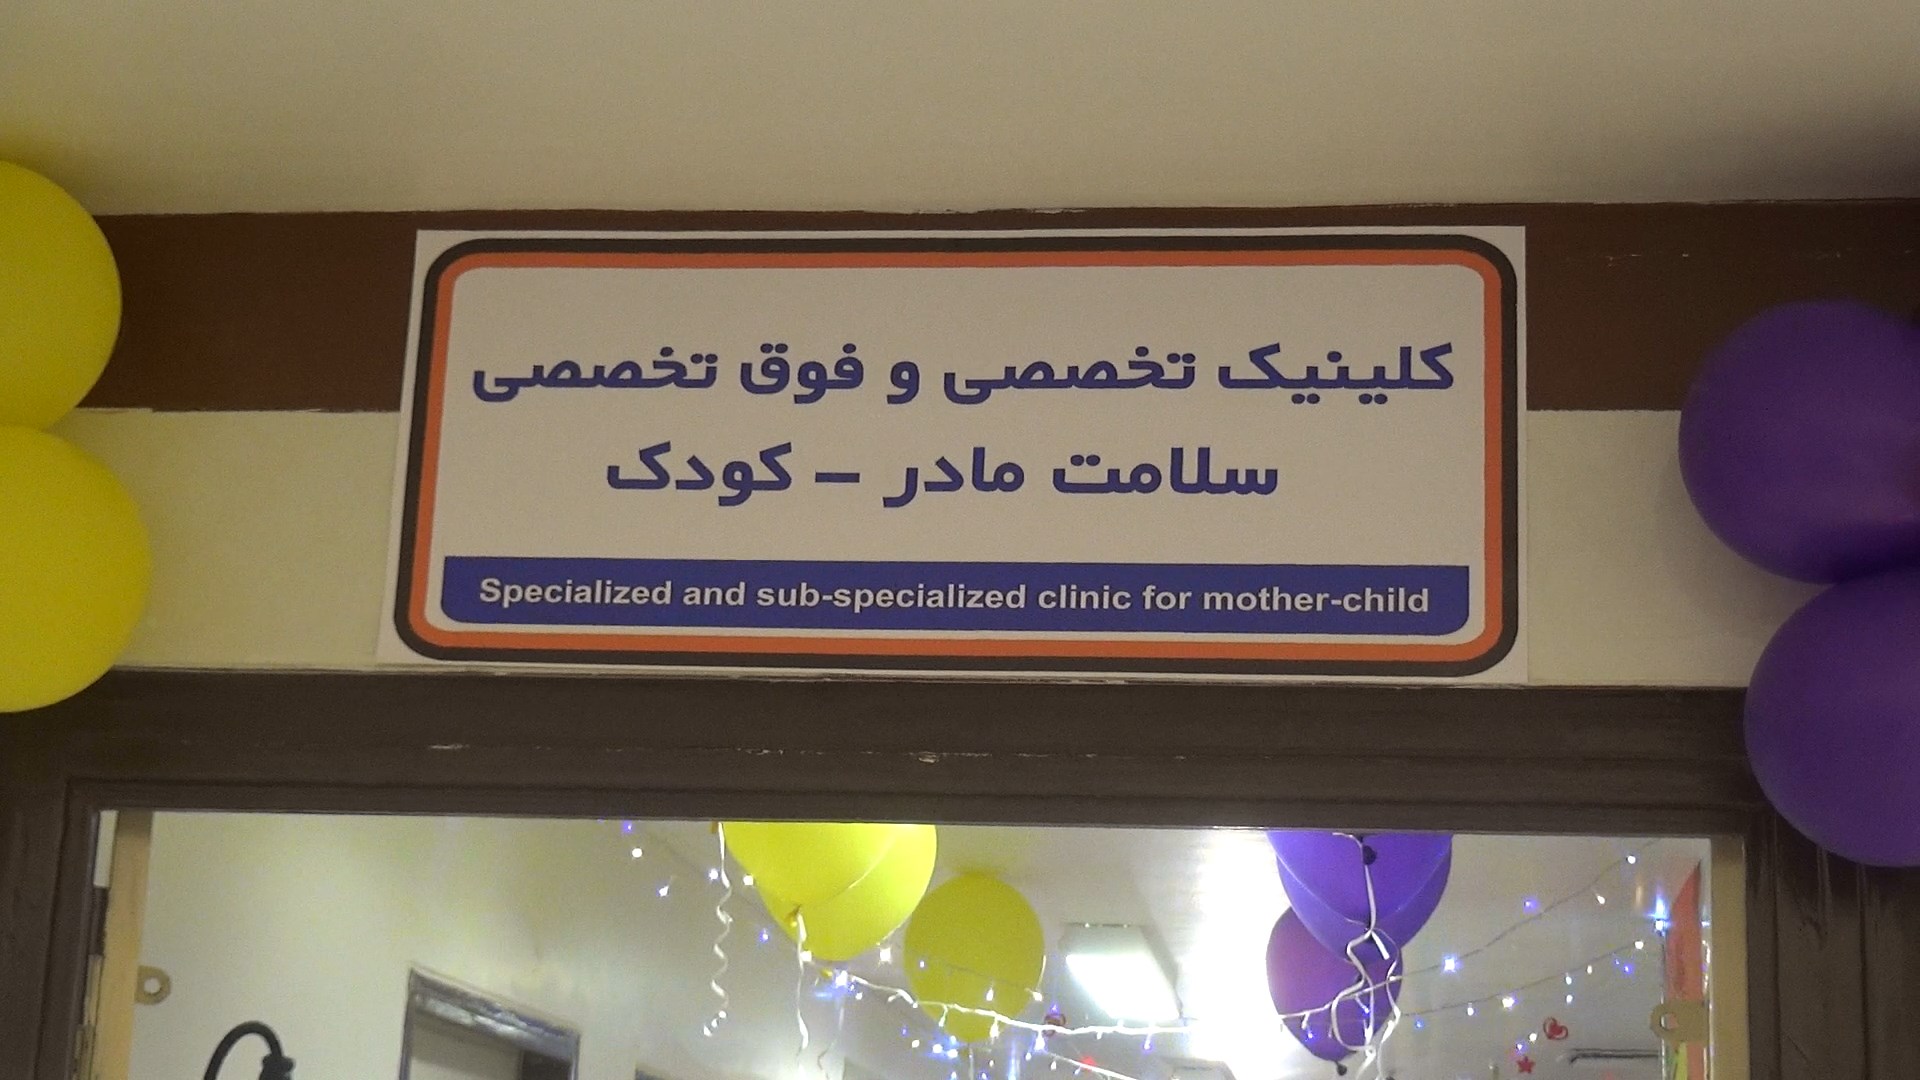 کلینیک تخصصی و فوق تخصصی
سلامت مادر – کودک
Specialized and sub-specialized clinic for mother-child